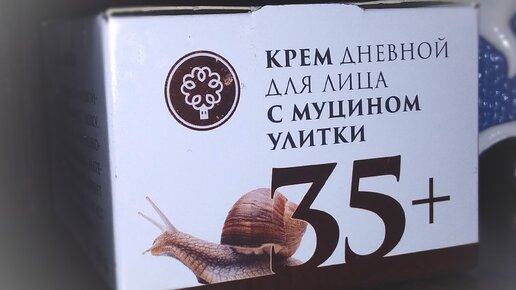 КРЕМ ДНЕВНОЙ
ДЛЯ ЛИЦА
С МУЦИНОМ
УЛИТКИ
35+